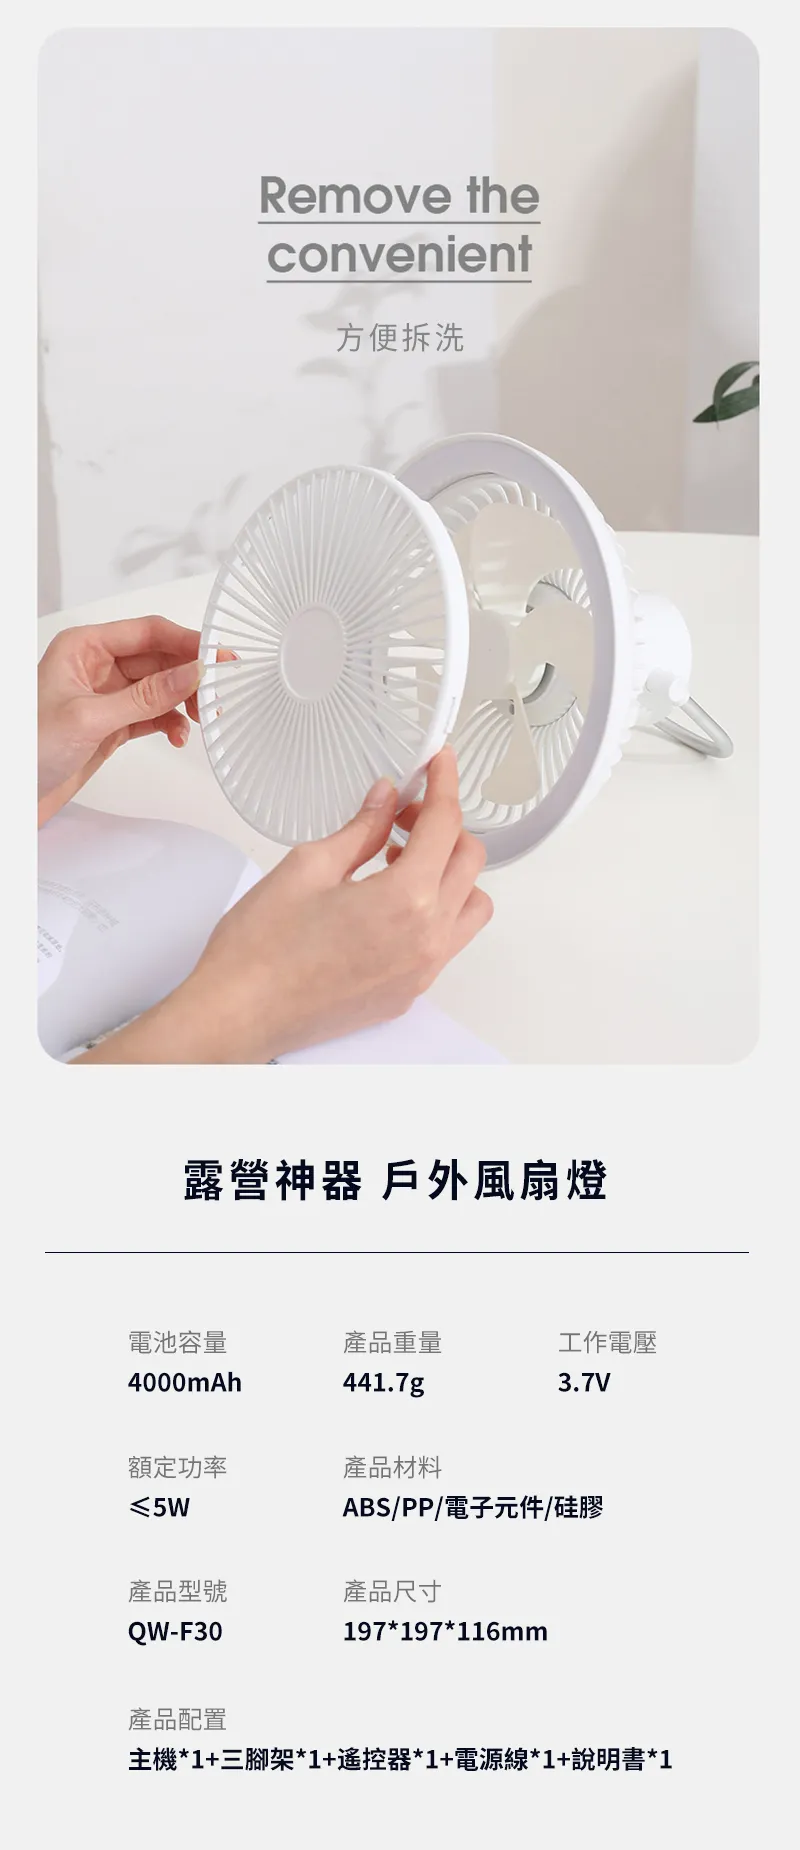 Remove the
convenient
方便拆洗
露營神器 戶外風扇燈
電池容量
產品重量
工作電壓
4000mAh
441.7g
3.7V
額定功率
產品材料
≤5W
ABS/PP/電子元件/硅膠
產品型號
產品尺寸
QW-F30
197*197*116mm
產品配置
主機*1+三腳架*1+遙控器*1+電源線*1+說明書*1